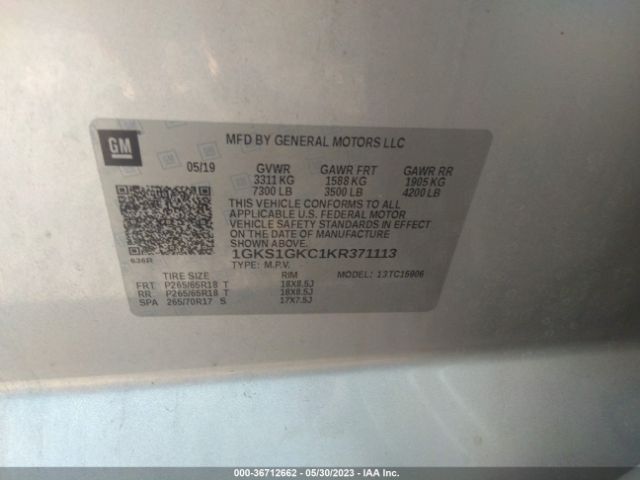 GM
MFD BY GENERAL MOTORS LLC
05/19 GVWR GAWR FRT GAWR RR
3311 KG 1588 KG 1905 KG
7300 LB 3500 LB 4200 LB
THIS VEHICLE CONFORMS TO ALL
APPLICABLE U.S. FEDERAL MOTOR
VEHICLE SAFETY STANDARDS IN EFFECT
ON THE DATE OF MANUFACTURE
SHOWN ABOVE.
1GKS1GKC1KR371113
TYPE: M.P.V.
TIRE SIZE RIM MODEL: 13TC15906
FRT P265/65R18 T 18X8.5J
RR P265/65R18 T 18X8.5J
SPA 265/70R17 S 17X7.5J
000-36712662 - 05/30/2023 - IAA Inc.